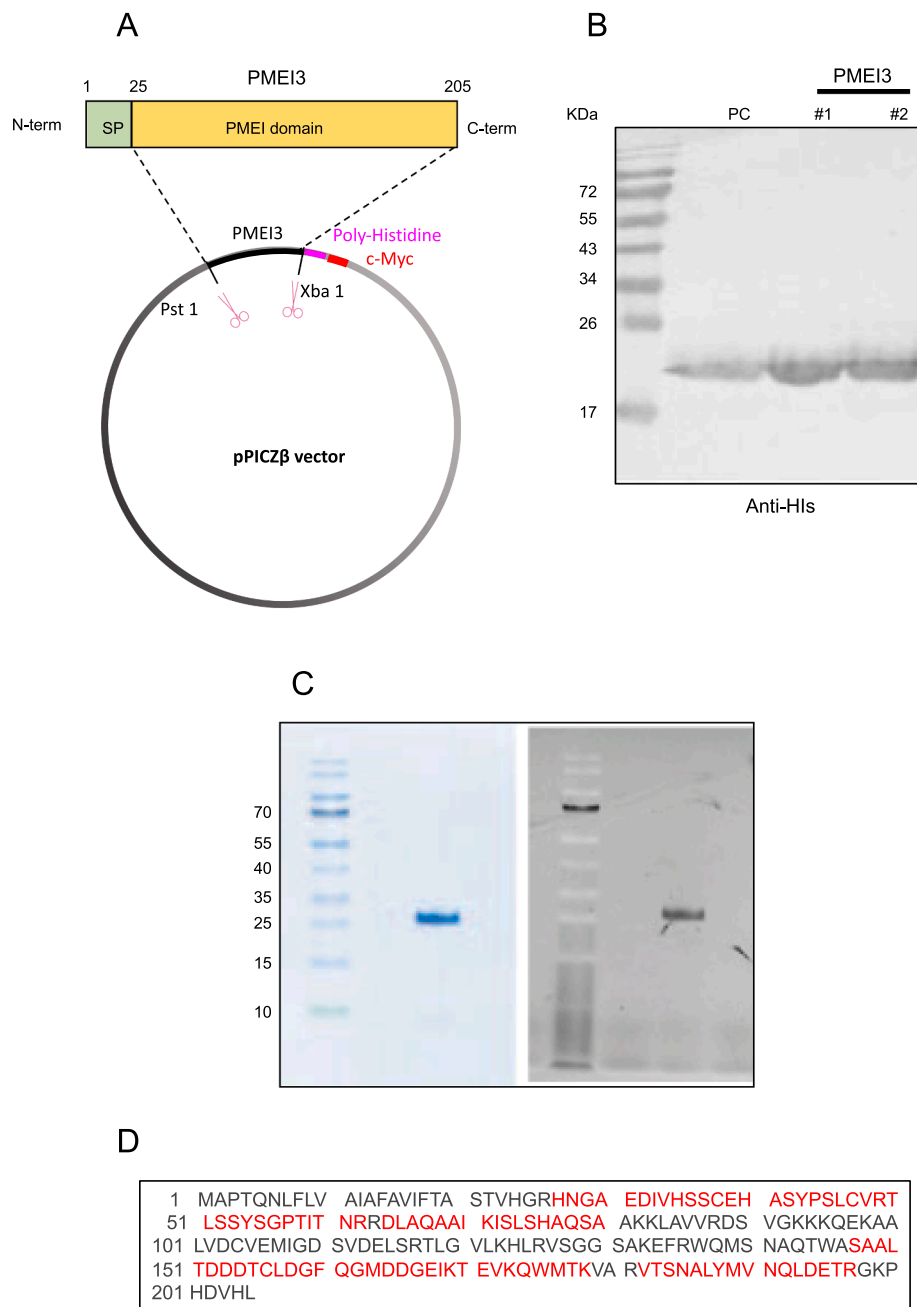 A
1 25 PMEI3 205
N-term SP PMEI domain C-term
PMEI3 Poly-Histidine
c-Myc
Pst 1 Xba 1
pPICZβ vector
B
PMEI3
KDa PC #1 #2
72
55
43
34
26
17
Anti-HIs
C
70
55
40
35
25
15
10
D
1 MAPTQNLFLV AIAFAVIFTA STVHGRHNGA EDIVHSSCEH ASYPSLCVRT
51 LSSYSGPTIT NRRDLAQAAI KISLSHAQSA AKKLAVVRDS VGKKKQEKAA
101 LVDCVEMIGD SVDELSRTLG VLKHLRVSGG SAKEFRWQMS NAQTWASAAL
151 TDDDTCLDGF QGMDDGEIKT EVKQWMTKVA RVTSNALYMV NQLDETRGKP
201 HDVHL